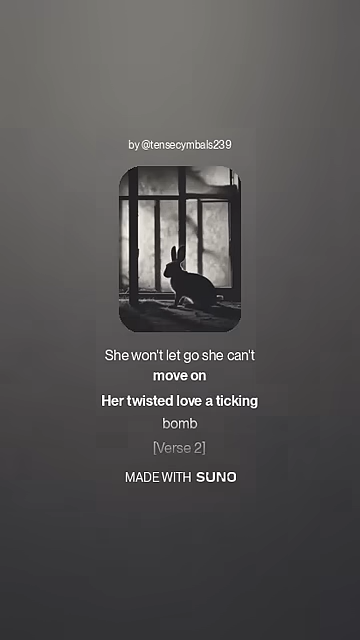 by @tensecymbals239
She won't let go she can't
move on
Her twisted love a ticking
bomb
[Verse 2]
MADE WITH SUNO